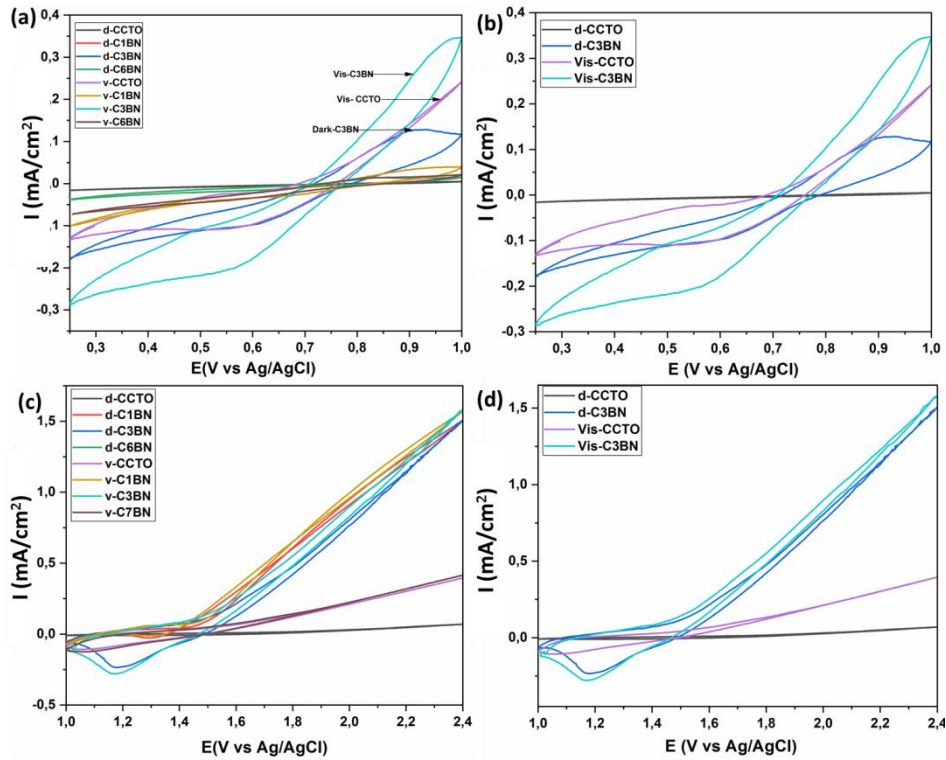 (a)
d-CCTO
d-C1BN
d-C3BN
d-C6BN
v-CCTO
v-C1BN
v-C3BN
v-C6BN
Vis-C3BN
Vis- CCTO
Dark-C3BN
I (mA/cm²)
0,4
0,3
0,2
,1
,0
,1
-,2
0,3
0,3
0,4
0,5
0,6
0,7
0,8
0,9
1,0
E(V vs Ag/AgCl)
(b)
d-CCTO
d-C3BN
Vis-CCTO
Vis-C3BN
I (mA/cm²)
0,4
0,3
0,2
0,1
0,0
-0,1
-0,2
-0,3
0,3
0,4
0,5
0,6
0,7
0,8
0,9
1,0
E (V vs Ag/AgCl)
(c)
d-CCTO
d-C1BN
d-C3BN
d-C6BN
v-CCTO
v-C1BN
v-C3BN
v-C7BN
I (mA/cm²)
1,5
1,0
0,5
0,0
-0,5
1,0
1,2
1,4
1,6
1,8
2,0
2,2
2,4
E(V vs Ag/AgCl)
(d)
d-CCTO
d-C3BN
Vis-CCTO
Vis-C3BN
I (mA/cm²)
1,5
1,0
0,5
0,0
1,0
1,2
1,4
1,6
1,8
2,0
2,2
2,4
E (V vs Ag/AgCl)